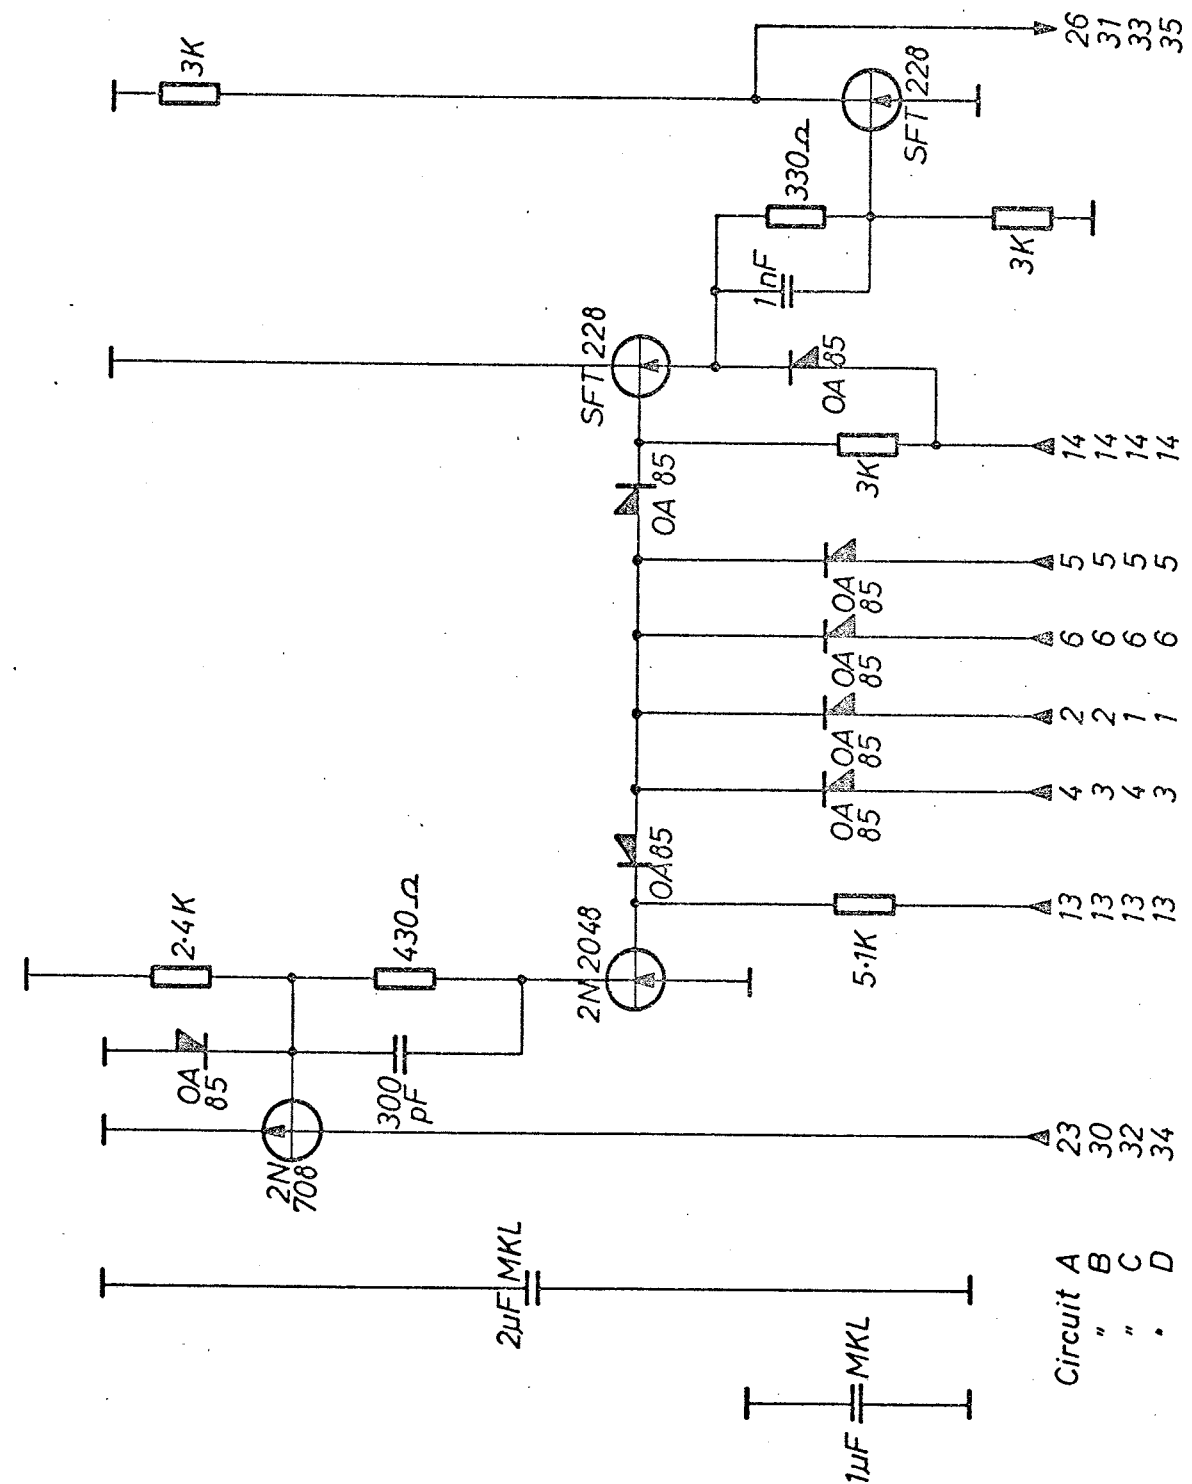 2.4K
3K
OA
85
2N
708
300
pF
430Ω
2µF MKL
2N 2048
SFT 228
OA 85
OA 85
1nF
330Ω
OA
85
OA
85
OA
85
OA
85
OA 85
1µF MKL
5.1K
3K
SFT 228
3K
Circuit A 23 13 4 2 6 5 14 26
" B 30 13 3 2 6 5 14 31
" C 32 13 4 1 6 5 14 33
" D 34 13 3 1 6 5 14 35